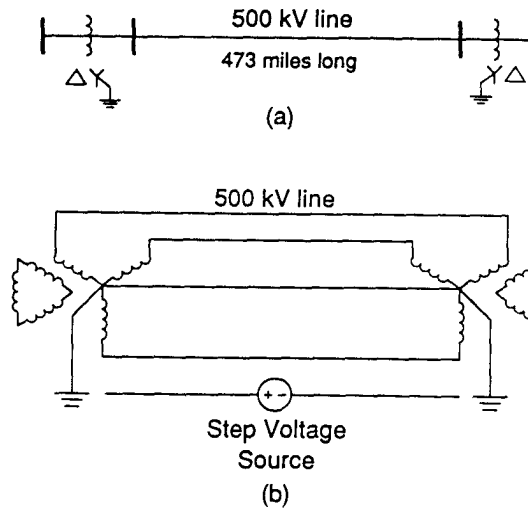 500 kV line
473 miles long
Δ
Δ
(a)
500 kV line
+ -
Step Voltage
Source
(b)